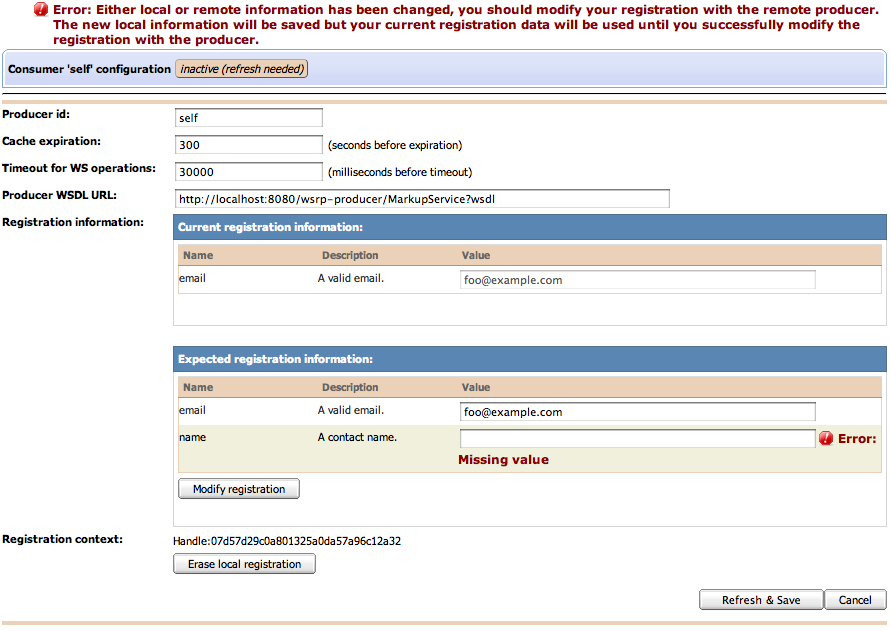 Error: Either local or remote information has been changed, you should modify your registration with the remote producer.
The new local information will be saved but your current registration data will be used until you successfully modify the
registration with the producer.
Consumer 'self' configuration inactive (refresh needed)
Producer id: self
Cache expiration: 300 (seconds before expiration)
Timeout for WS operations: 30000 (milliseconds before timeout)
Producer WSDL URL: http://localhost:8080/wsrp-producer/MarkupService?wsdl
Registration information: Current registration information:
Name Description Value
email A valid email. foo@example.com
Expected registration information:
Name Description Value
email A valid email. foo@example.com
name A contact name. Error:
Missing value
Modify registration
Registration context: Handle:07d57d29c0a801325a0da57a96c12a32
Erase local registration
Refresh & Save Cancel